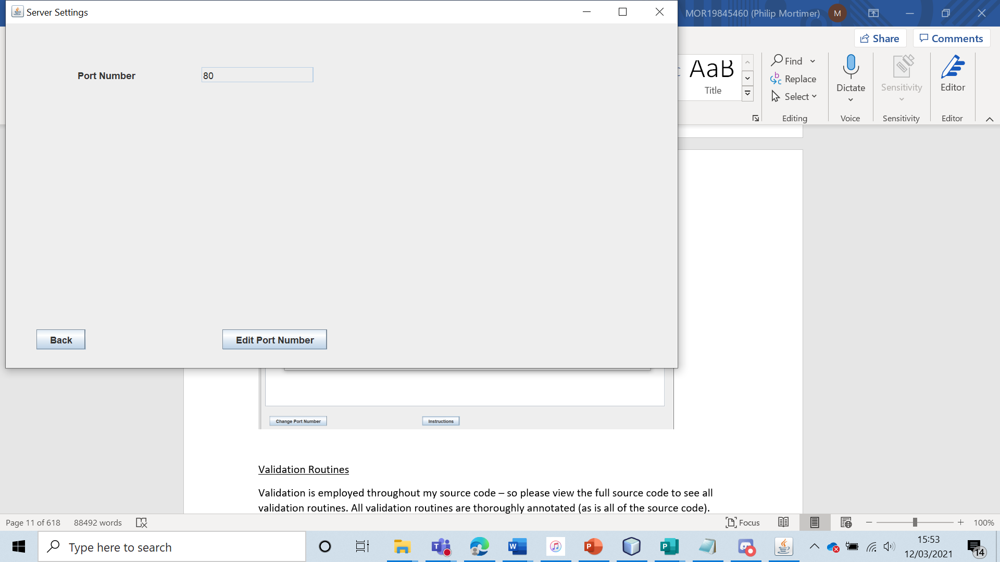 Server Settings
MOR19845460 (Philip Mortimer)
M
Share
Comments
Port Number
80
AaB
Title
Find
Replace
Select
Editing
Dictate
Voice
Sensitivity
Sensitivity
Editor
Editor
Back
Edit Port Number
Change Port Number
Instructions
Validation Routines
Validation is employed throughout my source code – so please view the full source code to see all
validation routines. All validation routines are thoroughly annotated (as is all of the source code).
Page 11 of 618
88492 words
Focus
100%
Type here to search
15:53
12/03/2021
14